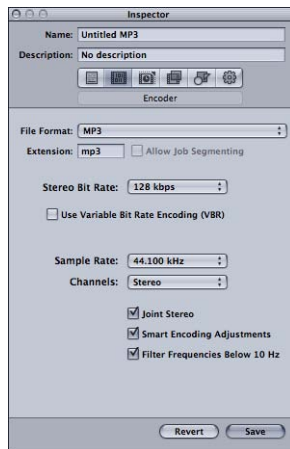 Inspector
Name: Untitled MP3
Description: No description
Encoder
File Format: MP3
Extension: mp3 Allow Job Segmenting
Stereo Bit Rate: 128 kbps
Use Variable Bit Rate Encoding (VBR)
Sample Rate: 44.100 kHz
Channels: Stereo
Joint Stereo
Smart Encoding Adjustments
Filter Frequencies Below 10 Hz
Revert Save